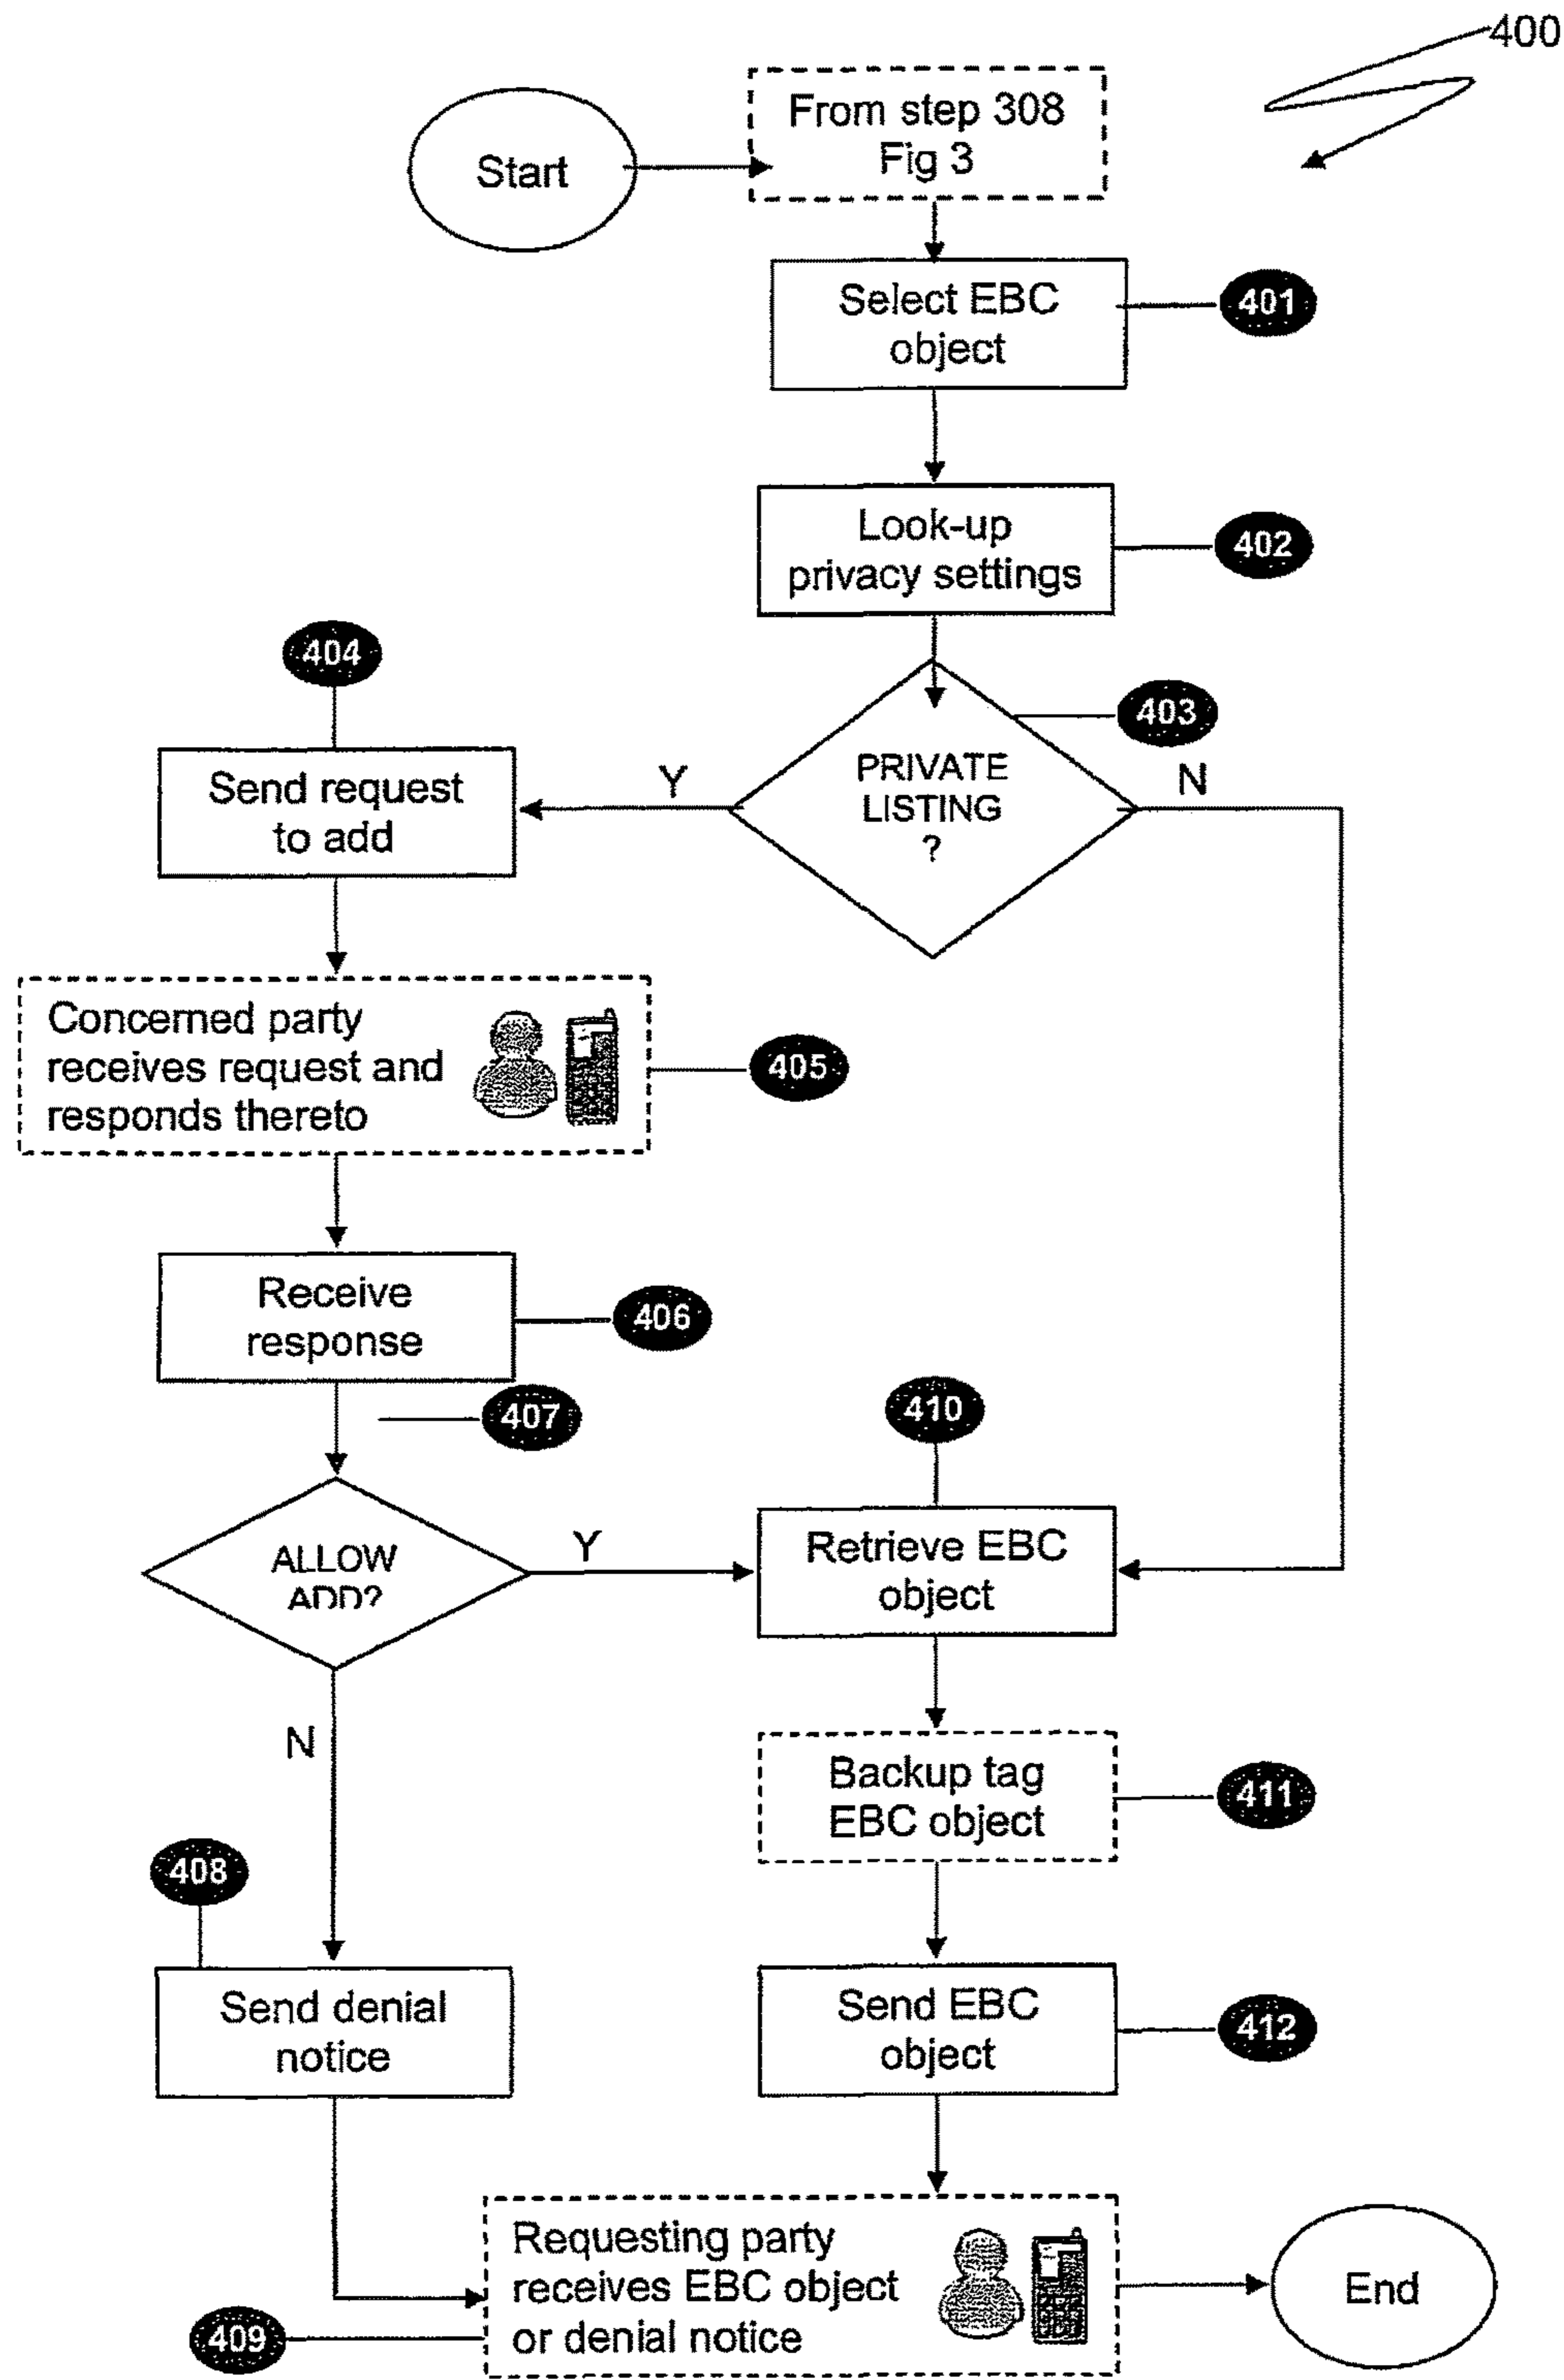 400
From step 308
Fig 3
Start
Select EBC
object
401
Look-up
privacy settings
402
404
403
PRIVATE
LISTING
?
Y
N
Send request
to add
Concerned party
receives request and
responds thereto
405
Receive
response
406
407
410
ALLOW
ADD?
Y
Retrieve EBC
object
N
Backup tag
EBC object
411
408
Send denial
notice
Send EBC
object
412
Requesting party
receives EBC object
or denial notice
End
409